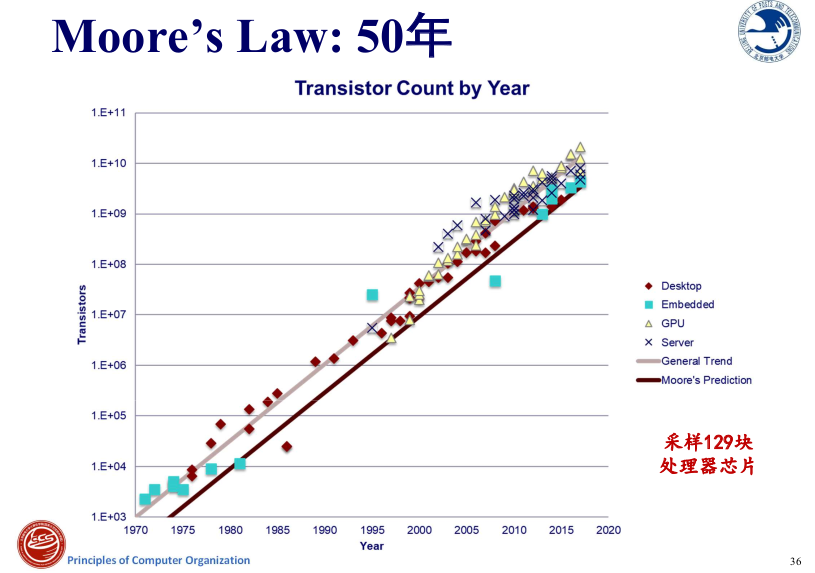 Moore’s Law: 50年
Transistor Count by Year
1.E+11
1.E+10
1.E+09
1.E+08
1.E+07
1.E+06
1.E+05
1.E+04
1.E+03
Transistors
1970 1975 1980 1985 1990 1995 2000 2005 2010 2015 2020
Year
Desktop
Embedded
GPU
Server
General Trend
Moore's Prediction
采样129块
处理器芯片
Principles of Computer Organization
36